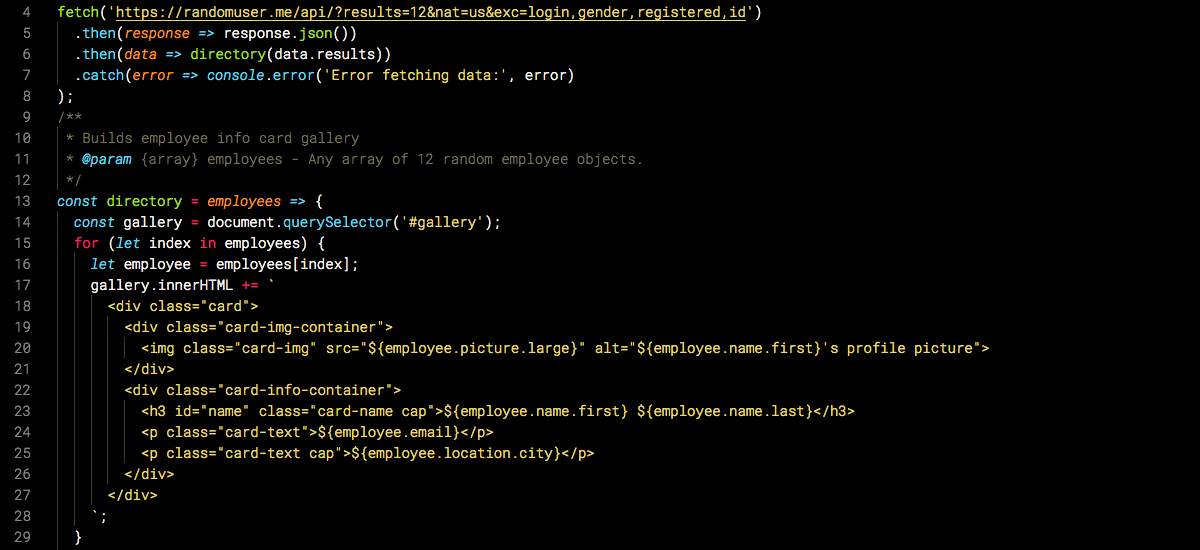 4 fetch('https://randomuser.me/api/?results=12&nat=us&exc=login,gender,registered,id')
5 .then(response => response.json())
6 .then(data => directory(data.results))
7 .catch(error => console.error('Error fetching data:', error)
8 );
9 /**
10 * Builds employee info card gallery
11 * @param {array} employees - Any array of 12 random employee objects.
12 */
13 const directory = employees => {
14 const gallery = document.querySelector('#gallery');
15 for (let index in employees) {
16 let employee = employees[index];
17 gallery.innerHTML += `
18 <div class="card">
19 <div class="card-img-container">
20 <img class="card-img" src="${employee.picture.large}" alt="${employee.name.first}'s profile picture">
21 </div>
22 <div class="card-info-container">
23 <h3 id="name" class="card-name cap">${employee.name.first} ${employee.name.last}</h3>
24 <p class="card-text">${employee.email}</p>
25 <p class="card-text cap">${employee.location.city}</p>
26 </div>
27 </div>
28 `;
29 }